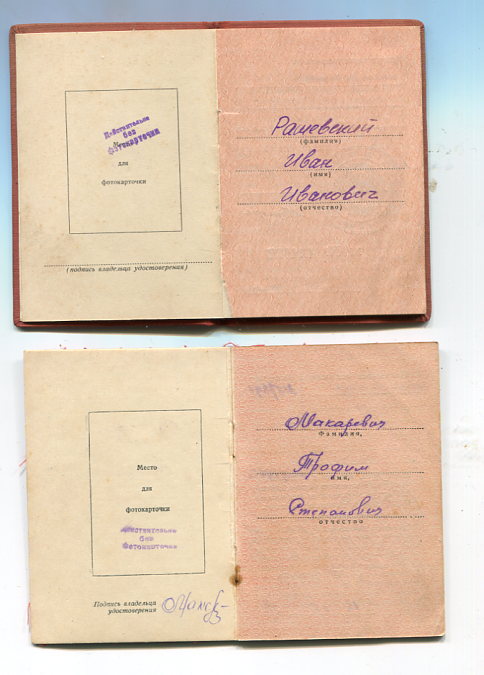 Действительно
без
фотокарточки
для
фотокарточки
(подпись владельца удостоверения)
Рашевский
(фамилия)
Иван
(имя)
Иванович
(отчество)
Место
для
фотокарточки
Действительно
без
Фотокарточки
Подпись владельца
удостоверения
Макаревич
Фамилия,
Трофим
имя,
Степанович
отчество